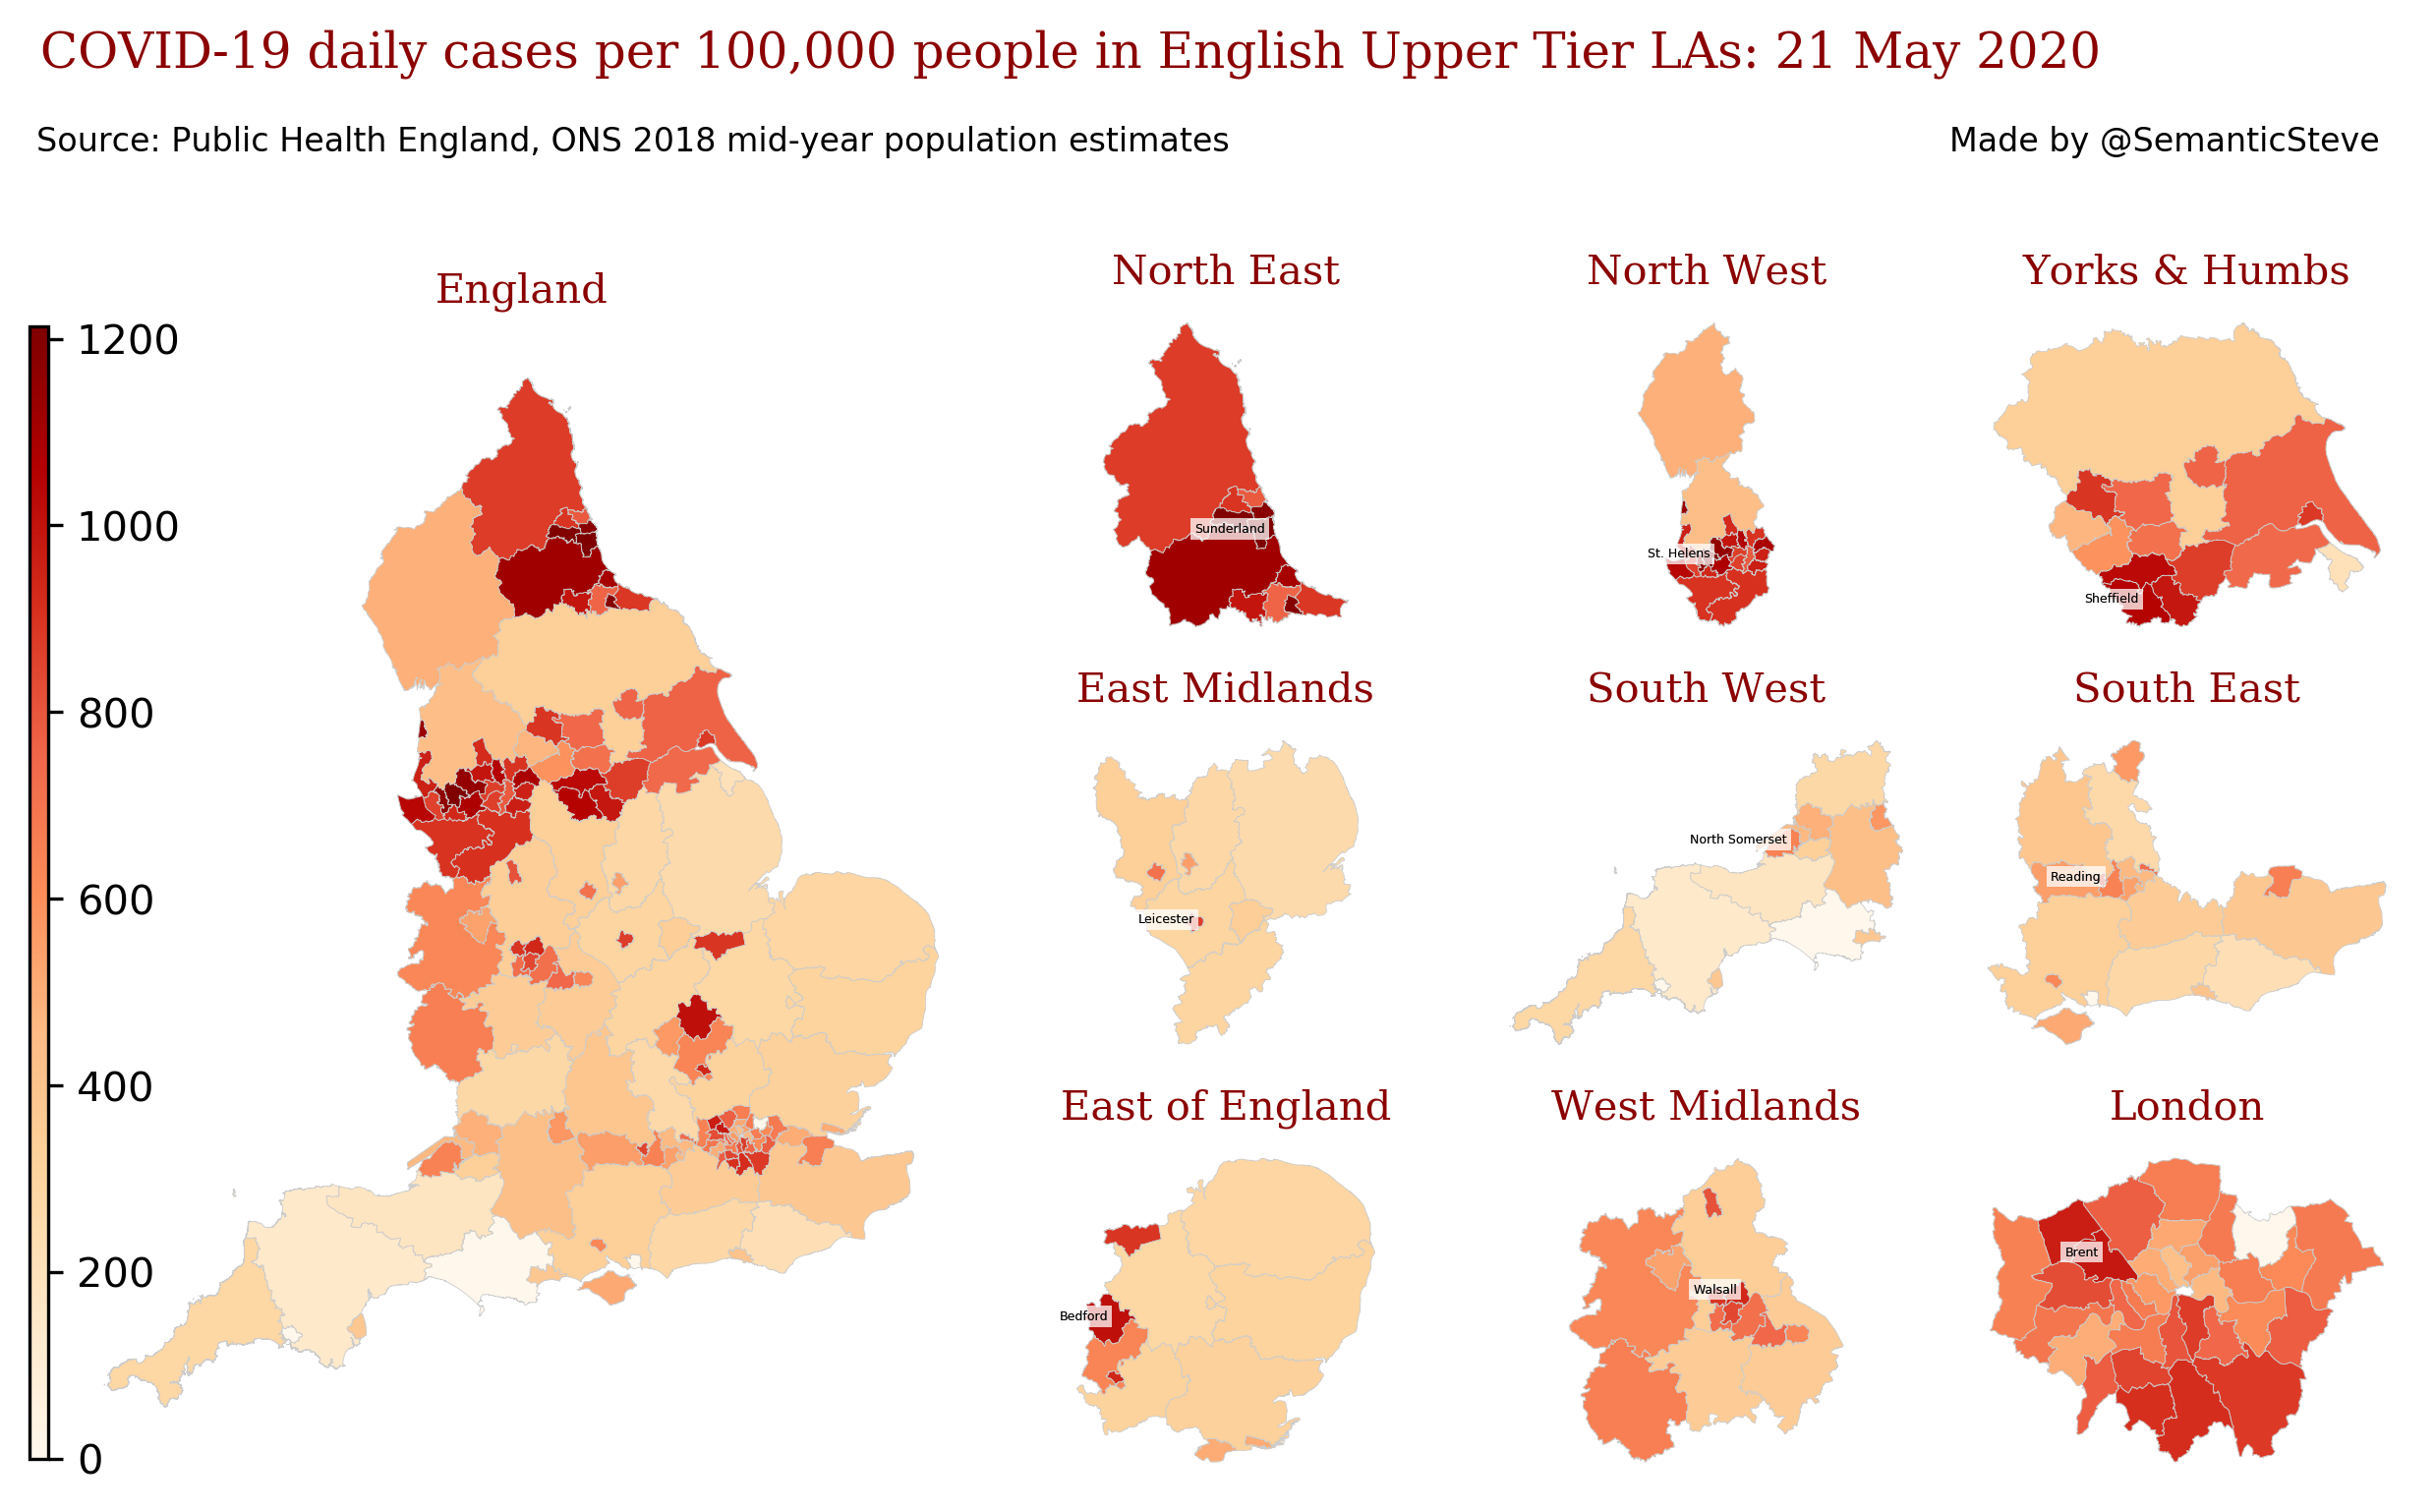 COVID-19 daily cases per 100,000 people in English Upper Tier LAs: 21 May 2020
Source: Public Health England, ONS 2018 mid-year population estimates
Made by @SemanticSteve
England
1200
1000
800
600
400
200
0
North East
Sunderland
North West
St. Helens
Yorks & Humbs
Sheffield
East Midlands
Leicester
South West
North Somerset
South East
Reading
East of England
Bedford
West Midlands
Walsall
London
Brent